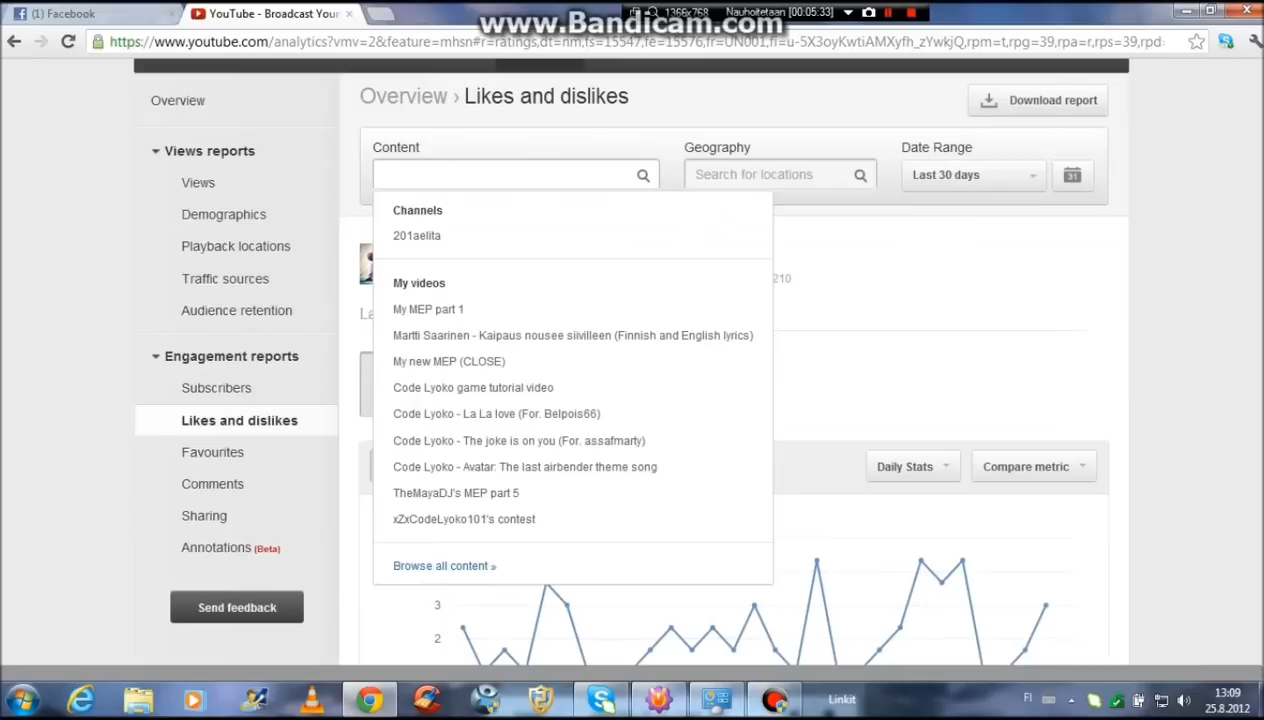 (1) Facebook
YouTube - Broadcast Your
www.Bandicam.com
1366x768
Nauhoitetaan [00:05:33]
https://www.youtube.com/analytics?vmv=2&feature=mhsn#r=ratings,dt=nm,fs=15547,fe=15576,fr=UN001,fi=u-5X3oyKwtiAMXyfh_zYwkjQ,rpm=t,rpg=39,rpa=r,rps=39,rpd=
Overview
Views reports
Views
Demographics
Playback locations
Traffic sources
Audience retention
Engagement reports
Subscribers
Likes and dislikes
Favourites
Comments
Sharing
Annotations (Beta)
Send feedback
Overview › Likes and dislikes
Download report
Content
Geography
Search for locations
Date Range
Last 30 days
31
Channels
201aelita
My videos
My MEP part 1
Martti Saarinen - Kaipaus nousee siivilleen (Finnish and English lyrics)
My new MEP (CLOSE)
Code Lyoko game tutorial video
Code Lyoko - La La love (For. Belpois66)
Code Lyoko - The joke is on you (For. assafmarty)
Code Lyoko - Avatar: The last airbender theme song
TheMayaDJ's MEP part 5
xZxCodeLyoko101's contest
Browse all content »
210
La
Daily Stats
Compare metric
3
2
Linkit
FI
13:09
25.8.2012